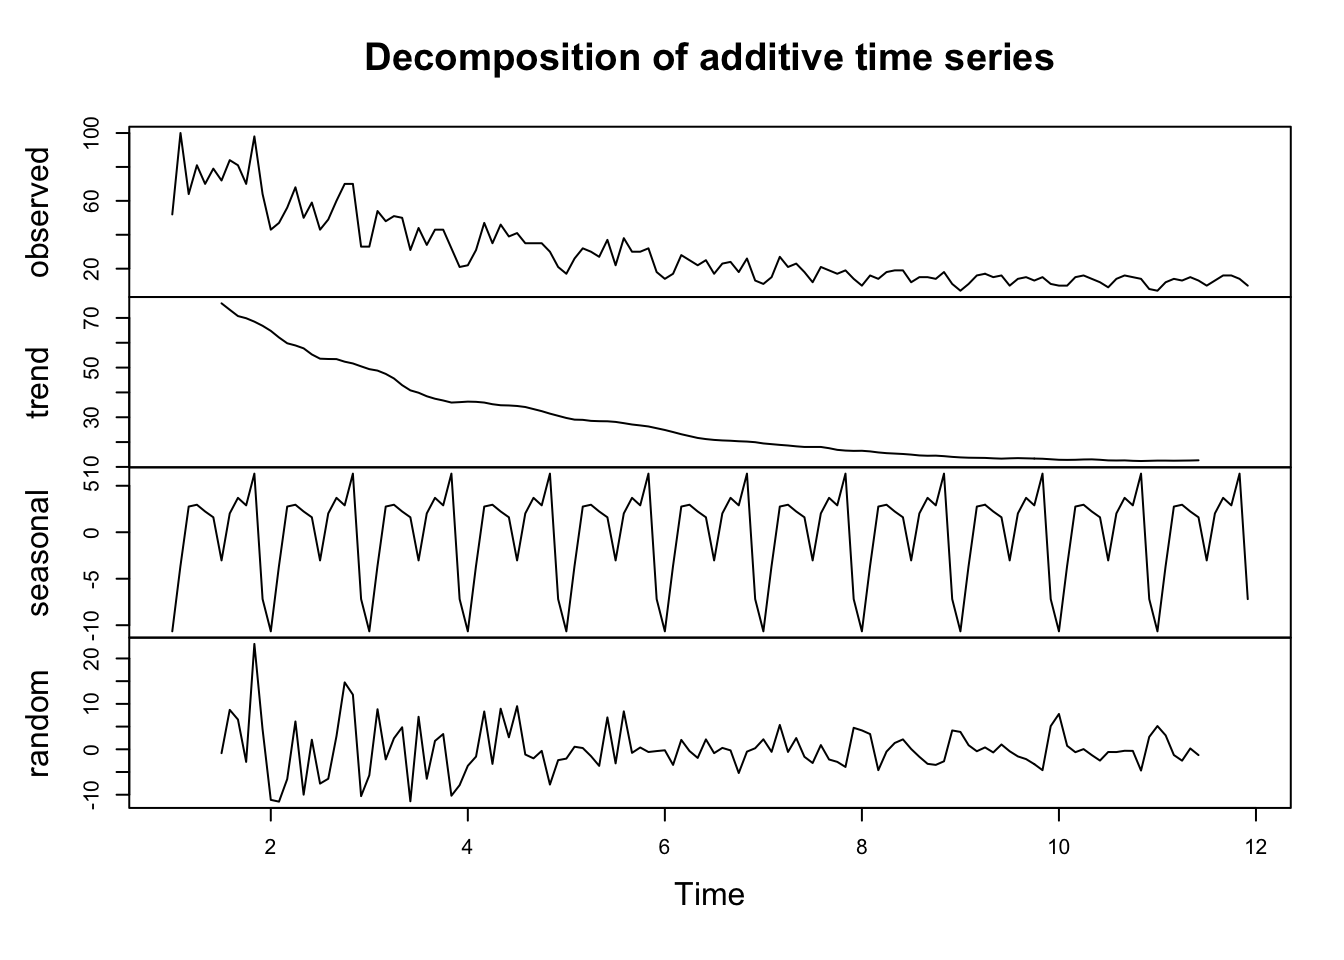 Decomposition of additive time series
observed
20 60 100
trend
10 30 50 70
seasonal
-10 -5 0 5
random
-10 0 10 20
2 4 6 8 10 12
Time